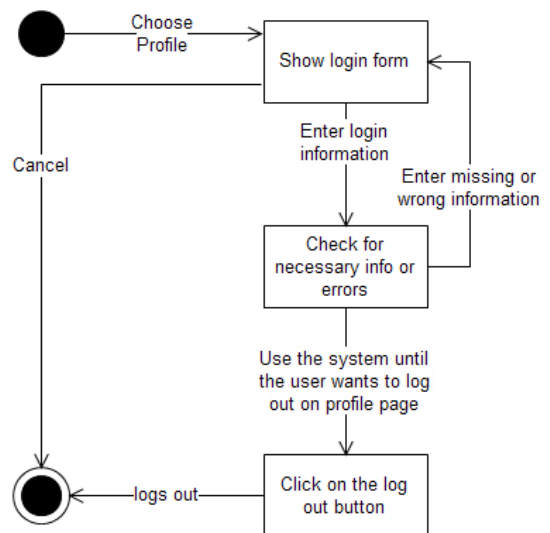 Choose
Profile
Show login form
Enter login
information
Cancel
Enter missing or
wrong information
Check for
necessary info or
errors
Use the system until
the user wants to log
out on profile page
Click on the log
out button
logs out